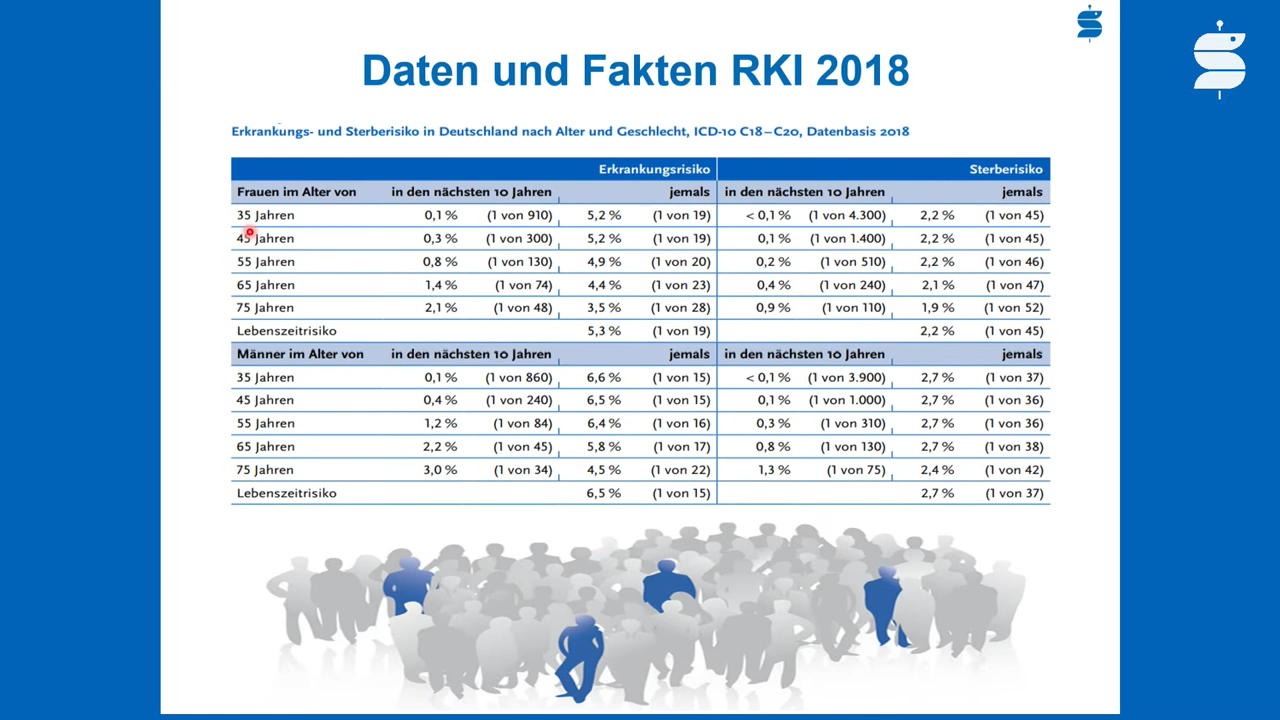 Daten und Fakten RKI 2018
Erkrankungs- und Sterberisiko in Deutschland nach Alter und Geschlecht, ICD-10 C18–C20, Datenbasis 2018
Erkrankungsrisiko Sterberisiko
Frauen im Alter von in den nächsten 10 Jahren jemals in den nächsten 10 Jahren jemals
35 Jahren 0,1 % (1 von 910) 5,2 % (1 von 19) < 0,1 % (1 von 4.300) 2,2 % (1 von 45)
45 Jahren 0,3 % (1 von 300) 5,2 % (1 von 19) 0,1 % (1 von 1.400) 2,2 % (1 von 45)
55 Jahren 0,8 % (1 von 130) 4,9 % (1 von 20) 0,2 % (1 von 510) 2,2 % (1 von 46)
65 Jahren 1,4 % (1 von 74) 4,4 % (1 von 23) 0,4 % (1 von 240) 2,1 % (1 von 47)
75 Jahren 2,1 % (1 von 48) 3,5 % (1 von 28) 0,9 % (1 von 110) 1,9 % (1 von 52)
Lebenszeitrisiko 5,3 % (1 von 19) 2,2 % (1 von 45)
Männer im Alter von in den nächsten 10 Jahren jemals in den nächsten 10 Jahren jemals
35 Jahren 0,1 % (1 von 860) 6,6 % (1 von 15) < 0,1 % (1 von 3.900) 2,7 % (1 von 37)
45 Jahren 0,4 % (1 von 240) 6,5 % (1 von 15) 0,1 % (1 von 1.000) 2,7 % (1 von 36)
55 Jahren 1,2 % (1 von 84) 6,4 % (1 von 16) 0,3 % (1 von 310) 2,7 % (1 von 36)
65 Jahren 2,2 % (1 von 45) 5,8 % (1 von 17) 0,8 % (1 von 130) 2,7 % (1 von 38)
75 Jahren 3,0 % (1 von 34) 4,5 % (1 von 22) 1,3 % (1 von 75) 2,4 % (1 von 42)
Lebenszeitrisiko 6,5 % (1 von 15) 2,7 % (1 von 37)